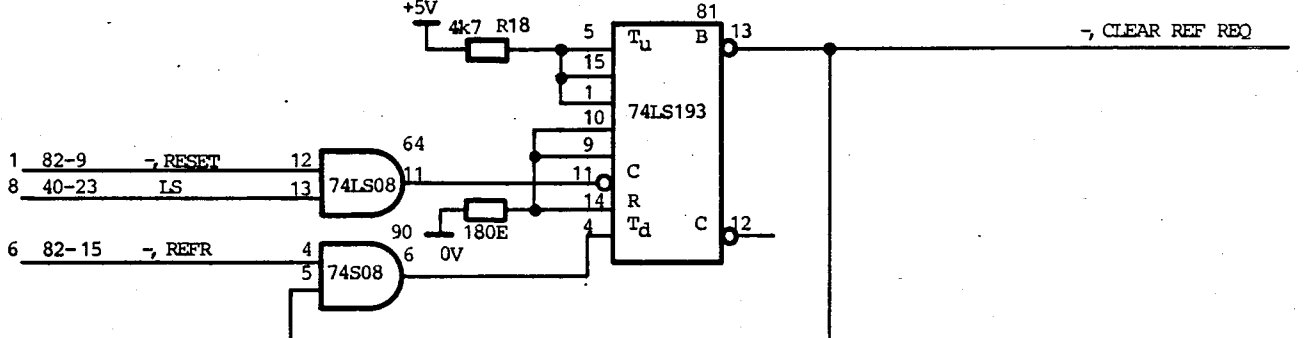 +5V
81
4k7 R18
5 Tu B 13
¬, CLEAR REF REQ
15
1
74LS193
10
64
9
1 82-9 ¬, RESET 12
11 11 C
74LS08
8 40-23 LS 13
14 R
90 180E
4 Td C 12
0V
6 82-15 ¬, REFR 4
6
5 74S08